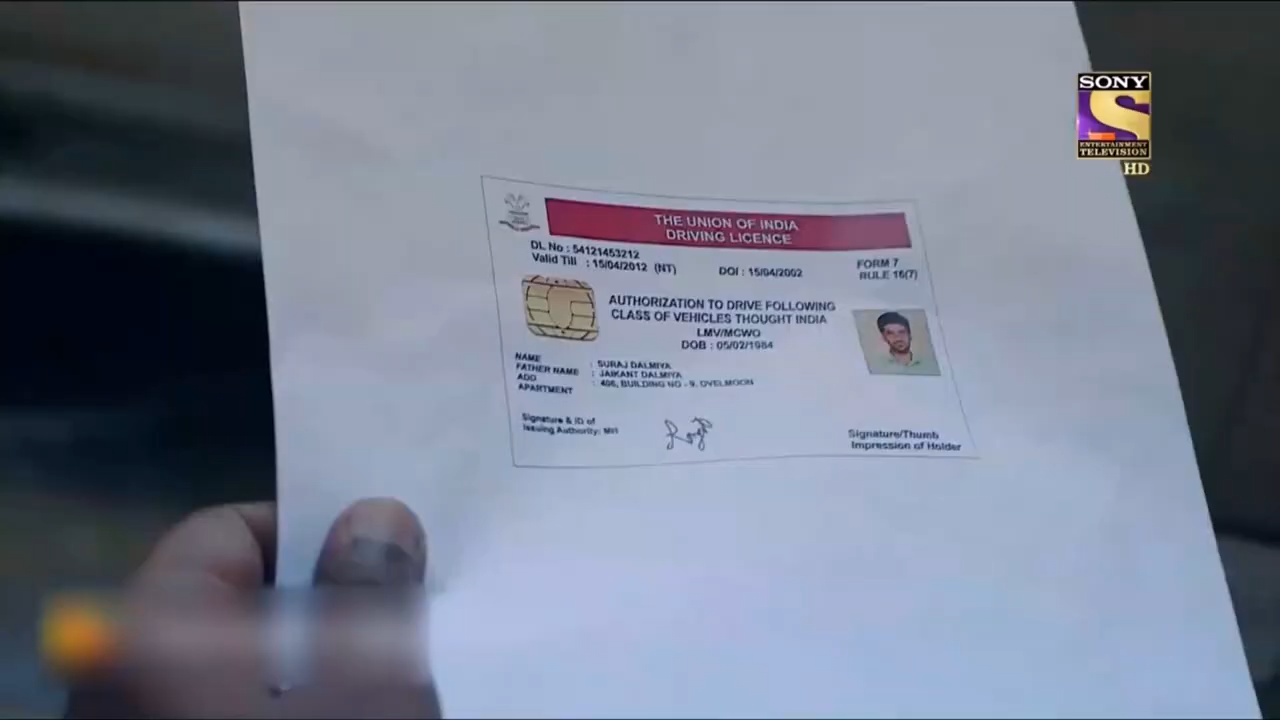 SONY
ENTERTAINMENT
TELEVISION
HD
THE UNION OF INDIA
DRIVING LICENCE
DL No : 54121453212
Valid Till : 15/04/2012 (NT)
DOI : 15/04/2002
FORM 7
RULE 16(7)
AUTHORIZATION TO DRIVE FOLLOWING
CLASS OF VEHICLES THOUGHT INDIA
LMV/MCWO
DOB : 05/02/1984
NAME : SURAJ DALMIYA
FATHER NAME : JAIKANT DALMIYA
ADD : 406, BUILDING NO - 9, OVELMOON
APARTMENT
Signature & ID of
Issuing Authority: MH
Signature/Thumb
Impression of Holder